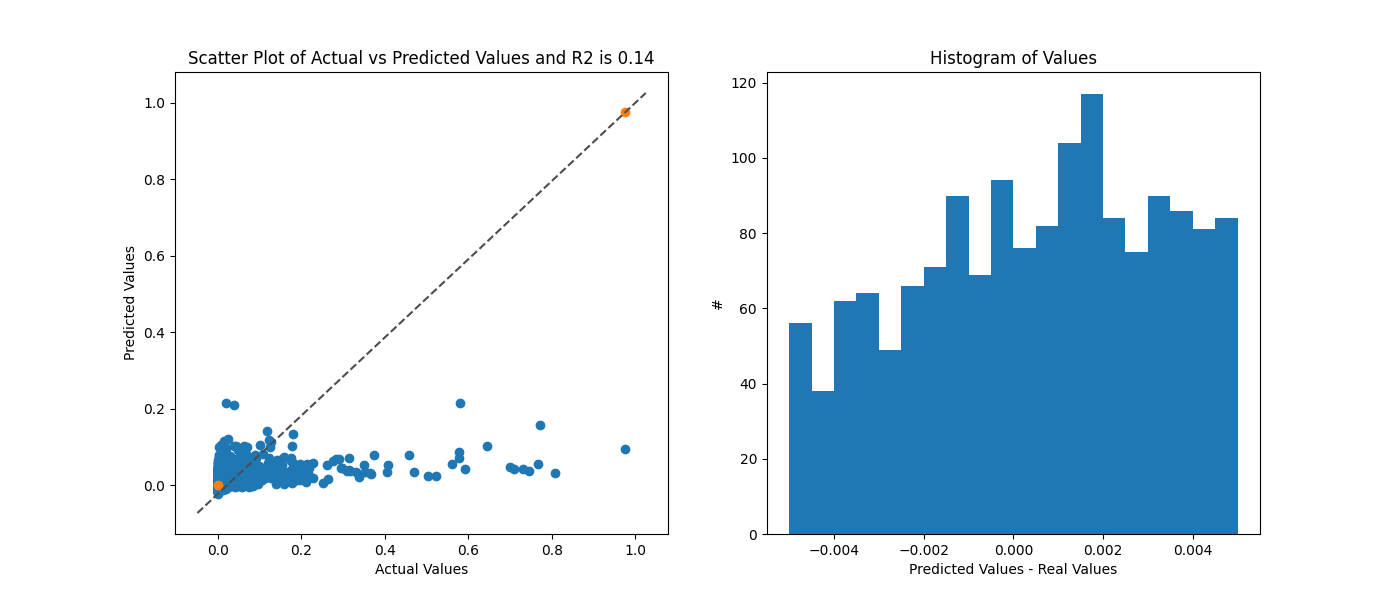 Scatter Plot of Actual vs Predicted Values and R2 is 0.14
1.0
0.8
0.6
0.4
0.2
0.0
Predicted Values
0.0 0.2 0.4 0.6 0.8 1.0
Actual Values
Histogram of Values
120
100
80
60
40
20
0
#
−0.004 −0.002 0.000 0.002 0.004
Predicted Values - Real Values